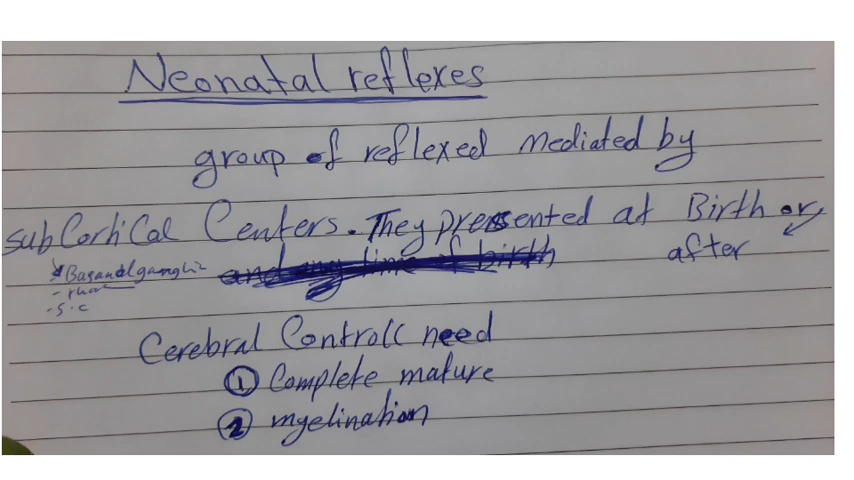 Neonatal reflexes
group of reflexed mediated by
subCortical Centers. They presented at Birth or
after
- S.C
Cerebral Controll need
① Complete mature
② myelination